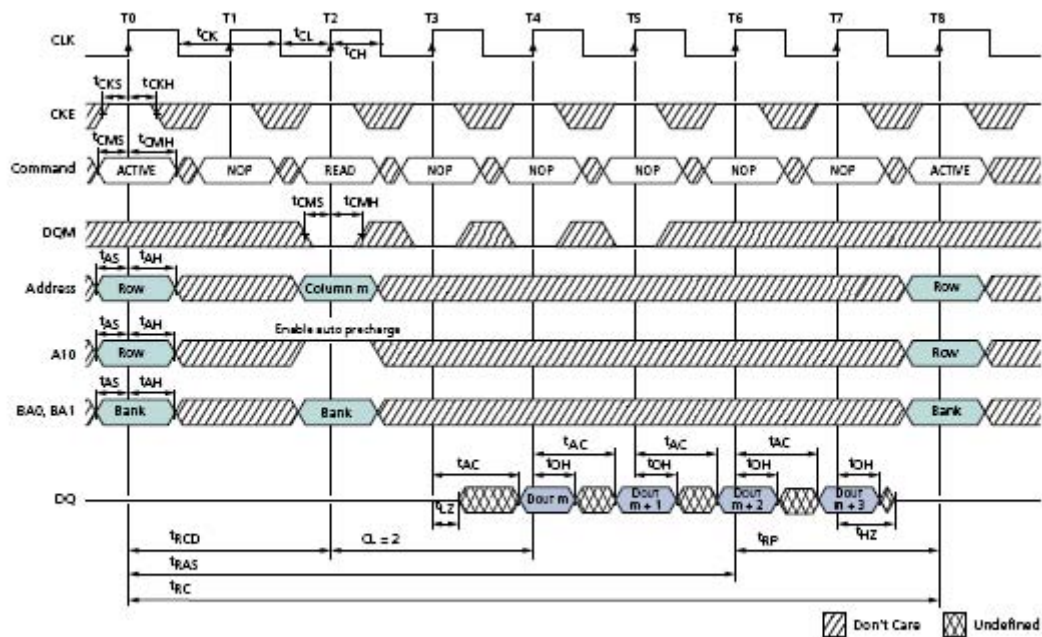 T0 T1 T2 T3 T4 T5 T6 T7 T8
CLK
tCK tCL tCH
tCKS tCKH
CKE
tCMS tCMH
Command ACTIVE NOP READ NOP NOP NOP NOP NOP ACTIVE
tCMS tCMH
DQM
tAS tAH
Address Row Column m Row
tAS tAH Enable auto precharge
A10 Row Row
tAS tAH
BA0, BA1 Bank Bank Bank
tAC tAC tAC tAC
tOH tOH tOH tOH
DQ DOUT m DOUT m + 1 DOUT m + 2 DOUT m + 3
tLZ tHZ
tRCD CL = 2 tRP
tRAS
tRC
Don't Care Undefined